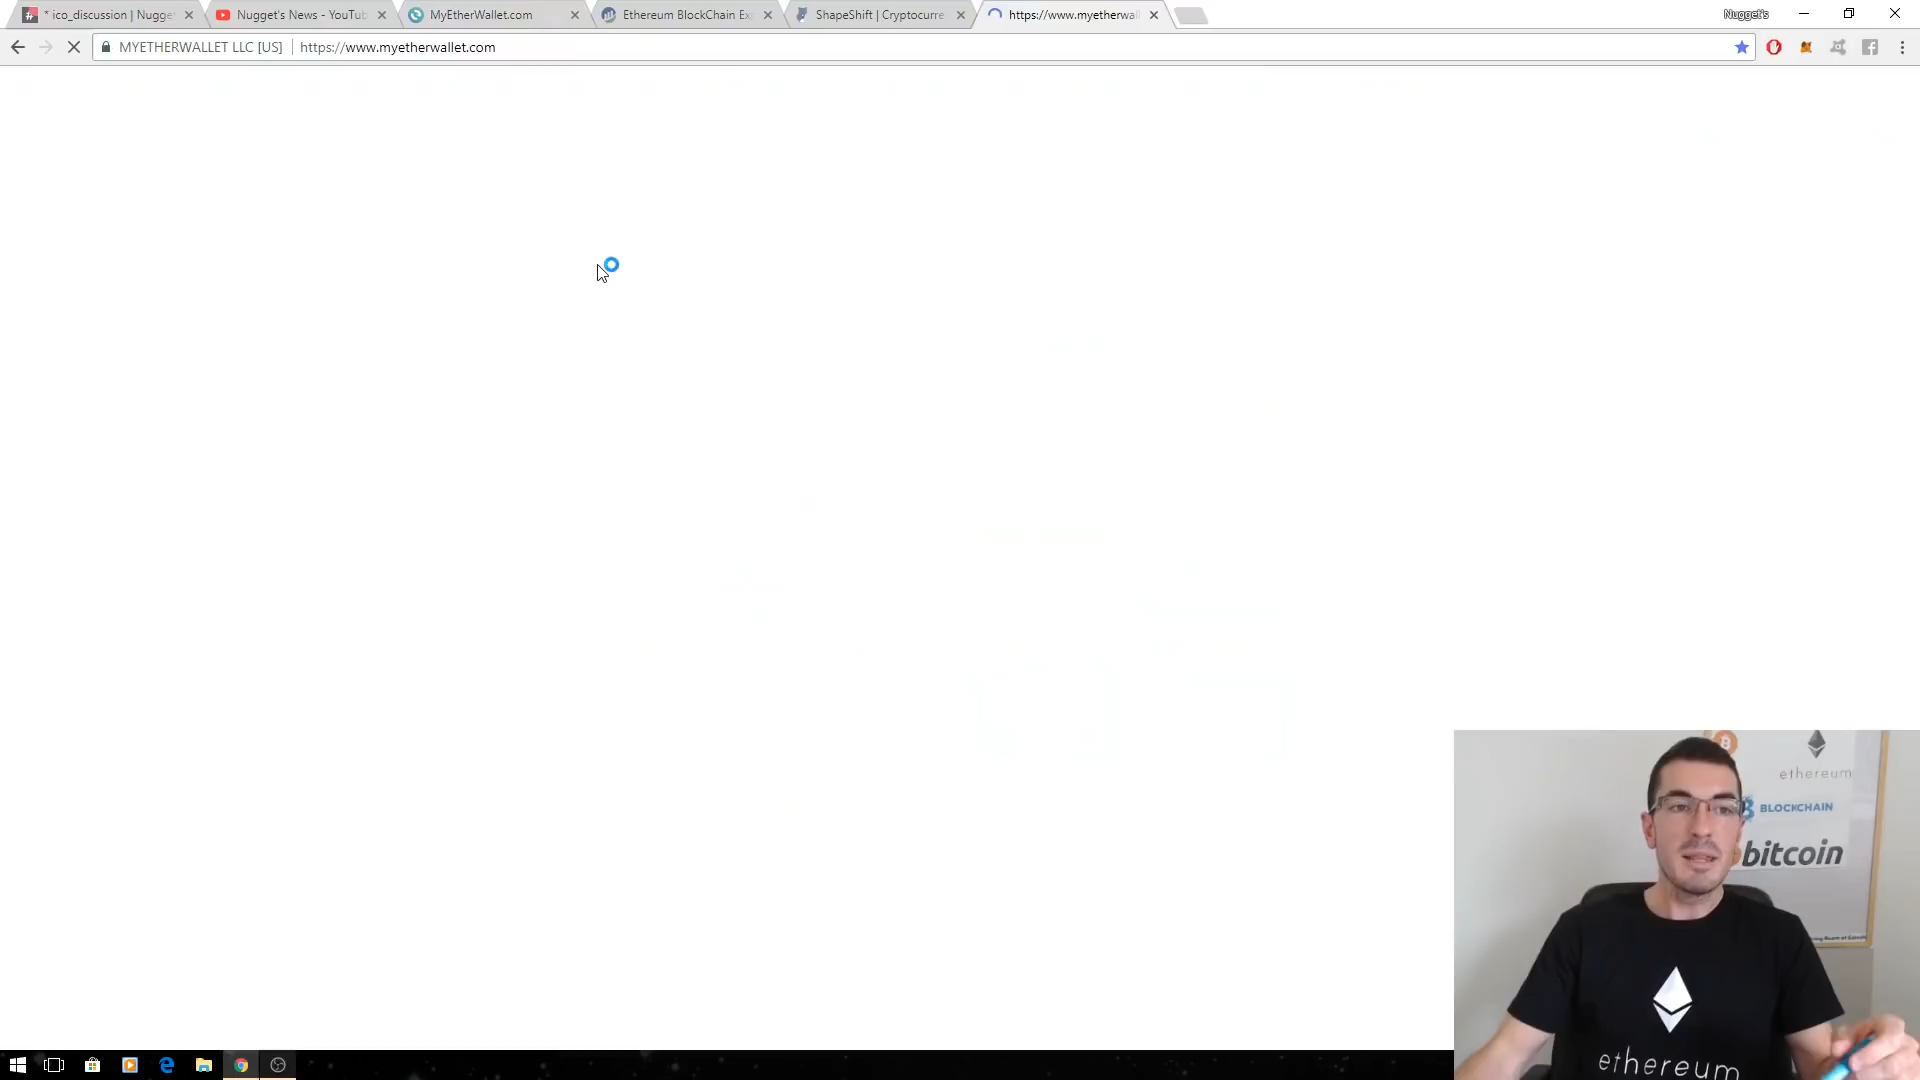 * ico_discussion | Nugget
Nugget's News - YouTub
MyEtherWallet.com
Ethereum BlockChain Ex
ShapeShift | Cryptocurre
https://www.myetherwal
Nugget's
MYETHERWALLET LLC [US]
https://www.myetherwallet.com
ethereum
BLOCKCHAIN
bitcoin
ethereum